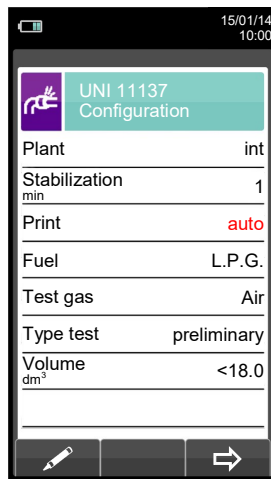 15/01/14
10:00
UNI 11137
Configuration
Plant int
Stabilization 1
min
Print auto
Fuel L.P.G.
Test gas Air
Type test preliminary
Volume <18.0
dm³